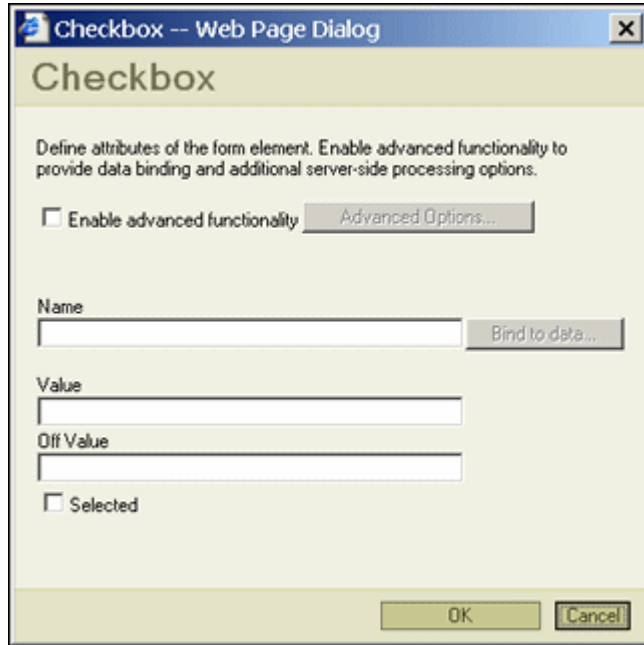 Checkbox -- Web Page Dialog
Checkbox
Define attributes of the form element. Enable advanced functionality to
provide data binding and additional server-side processing options.
Enable advanced functionality Advanced Options...
Name
Bind to data...
Value
Off Value
Selected
OK Cancel